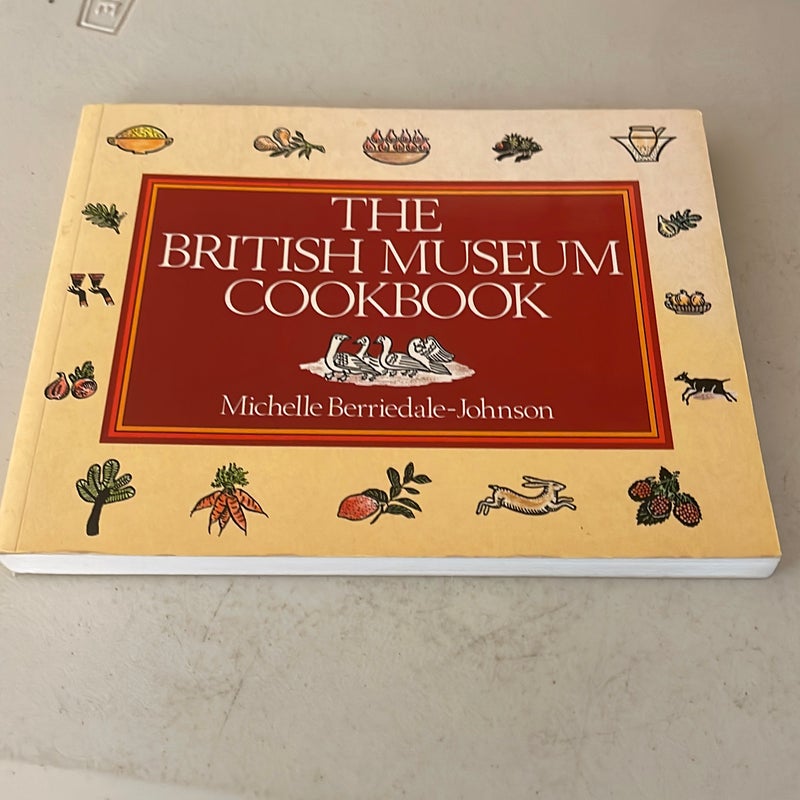 THE
BRITISH MUSEUM
COOKBOOK
Michelle Berriedale-Johnson